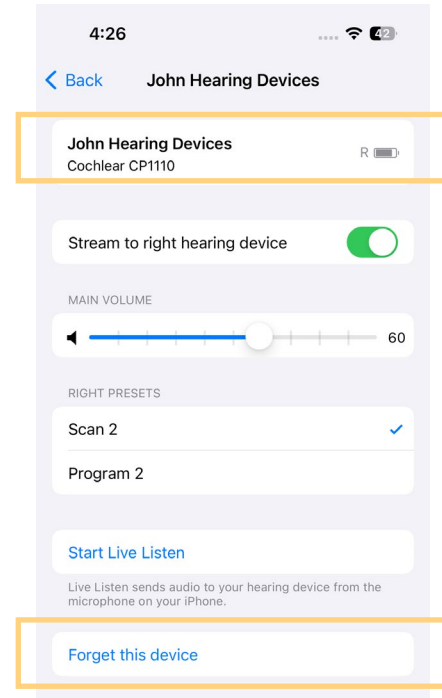 4:26
42
Back John Hearing Devices
John Hearing Devices
R
Cochlear CP1110
Stream to right hearing device
MAIN VOLUME
60
RIGHT PRESETS
Scan 2
Program 2
Start Live Listen
Live Listen sends audio to your hearing device from the
microphone on your iPhone.
Forget this device